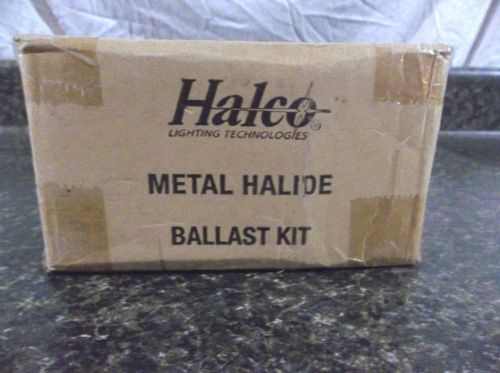 Halco®
LIGHTING TECHNOLOGIES
METAL HALIDE
BALLAST KIT